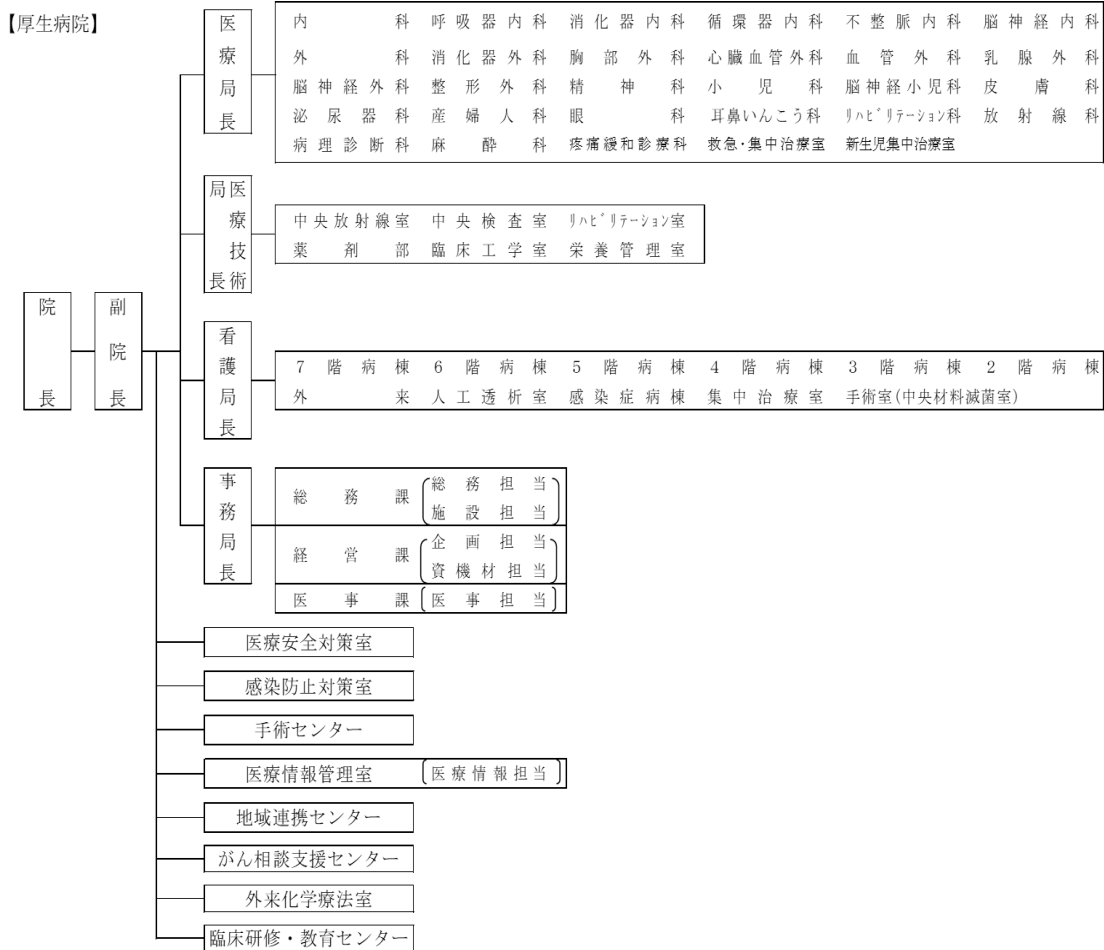 【厚生病院】
院長
副院長
医療局長
内科 呼吸器内科 消化器内科 循環器内科 不整脈内科 脳神経内科
外科 消化器外科 胸部外科 心臓血管外科 血管外科 乳腺外科
脳神経外科 整形外科 精神科 小児科 脳神経小児科 皮膚科
泌尿器科 産婦人科 眼科 耳鼻いんこう科 ﾘﾊﾋﾞﾘﾃｰｼｮﾝ科 放射線科
病理診断科 麻酔科 疼痛緩和診療科 救急・集中治療室 新生児集中治療室
医療技術局長
中央放射線室 中央検査室 ﾘﾊﾋﾞﾘﾃｰｼｮﾝ室
薬剤部 臨床工学室 栄養管理室
看護局長
7階病棟 6階病棟 5階病棟 4階病棟 3階病棟 2階病棟
外来 人工透析室 感染症病棟 集中治療室 手術室(中央材料滅菌室)
事務局長
総務課 総務担当
施設担当
経営課 企画担当
資機材担当
医事課 医事担当
医療安全対策室
感染防止対策室
手術センター
医療情報管理室 医療情報担当
地域連携センター
がん相談支援センター
外来化学療法室
臨床研修・教育センター